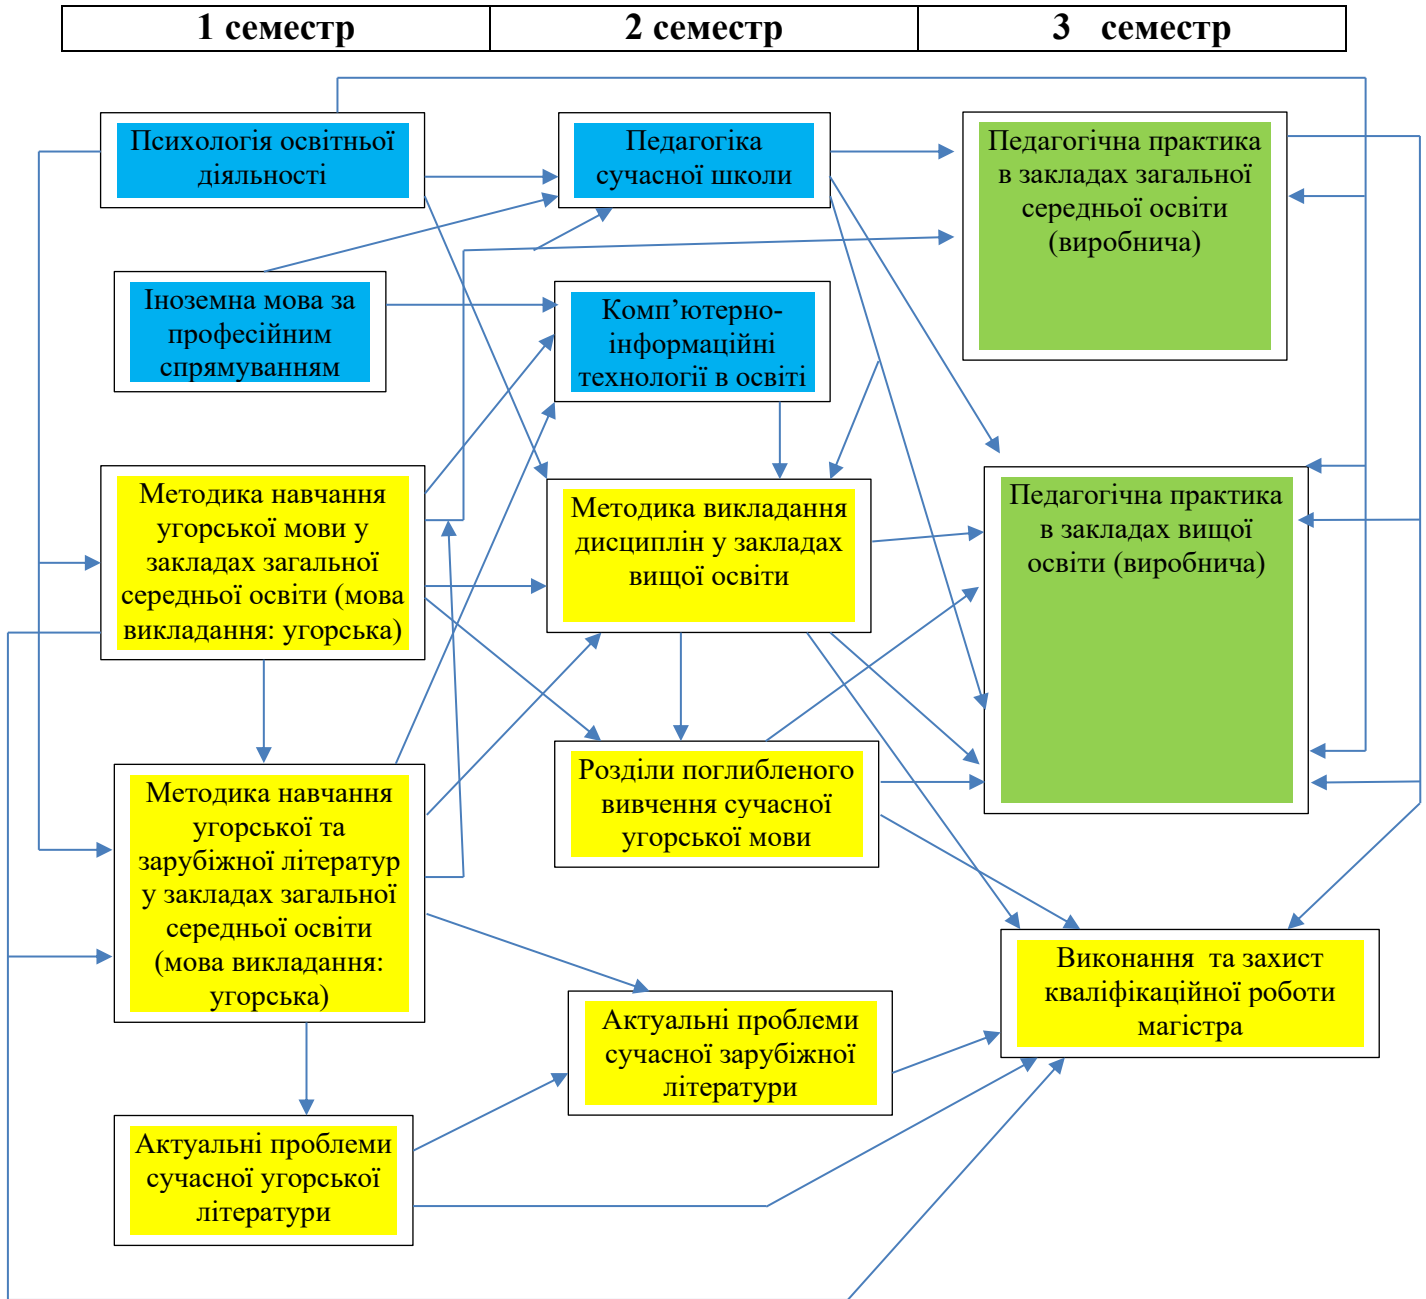 1 семестр
2 семестр
3 семестр
Психологія освітньої
діяльності
Педагогіка
сучасної школи
Педагогічна практика
в закладах загальної
середньої освіти
(виробнича)
Іноземна мова за
професійним
спрямуванням
Комп’ютерно-
інформаційні
технології в освіті
Методика навчання
угорської мови у
закладах загальної
середньої освіти (мова
викладання: угорська)
Методика викладання
дисциплін у закладах
вищої освіти
Педагогічна практика
в закладах вищої
освіти (виробнича)
Методика навчання
угорської та
зарубіжної літератур
у закладах загальної
середньої освіти
(мова викладання:
угорська)
Розділи поглибленого
вивчення сучасної
угорської мови
Виконання та захист
кваліфікаційної роботи
магістра
Актуальні проблеми
сучасної зарубіжної
літератури
Актуальні проблеми
сучасної угорської
літератури